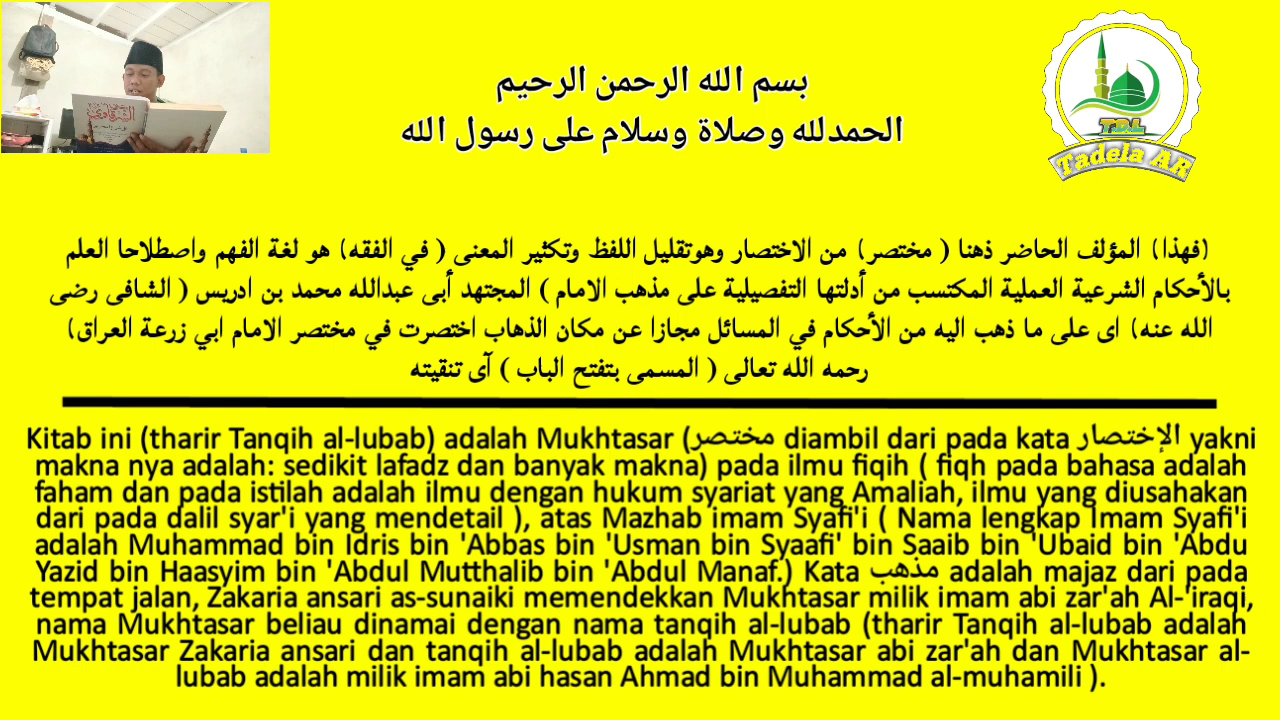 بسم الله الرحمن الرحيم
الحمدلله وصلاة وسلام على رسول الله
TDL
Tadela AR
الشرقاوي
(فهذا) المؤلف الحاضر ذهنا ( مختصر) من الاختصار وهوتقليل اللفظ وتكثير المعنى ( في الفقه) هو لغة الفهم واصطلاحا العلم
بالأحكام الشرعية العملية المكتسب من أدلتها التفصيلية على مذهب الامام ) المجتهد أبى عبدالله محمد بن ادريس ( الشافى رضى
الله عنه) اى على ما ذهب اليه من الأحكام في المسائل مجازا عن مكان الذهاب اختصرت في مختصر الامام ابي زرعة العراق)
رحمه الله تعالى ( المسمى بتفتح الباب ) آى تنقيته
Kitab ini (tharir Tanqih al-lubab) adalah Mukhtasar (مختصر diambil dari pada kata الإختصار yakni
makna nya adalah: sedikit lafadz dan banyak makna) pada ilmu fiqih ( fiqh pada bahasa adalah
faham dan pada istilah adalah ilmu dengan hukum syariat yang Amaliah, ilmu yang diusahakan
dari pada dalil syar'i yang mendetail ), atas Mazhab imam Syafi'i ( Nama lengkap Imam Syafi'i
adalah Muhammad bin Idris bin 'Abbas bin 'Usman bin Syaafi' bin Saaib bin 'Ubaid bin 'Abdu
Yazid bin Haasyim bin 'Abdul Mutthalib bin 'Abdul Manaf.) Kata مذهب adalah majaz dari pada
tempat jalan, Zakaria ansari as-sunaiki memendekkan Mukhtasar milik imam abi zar'ah Al-'iraqi,
nama Mukhtasar beliau dinamai dengan nama tanqih al-lubab (tharir Tanqih al-lubab adalah
Mukhtasar Zakaria ansari dan tanqih al-lubab adalah Mukhtasar abi zar'ah dan Mukhtasar al-
lubab adalah milik imam abi hasan Ahmad bin Muhammad al-muhamili ).